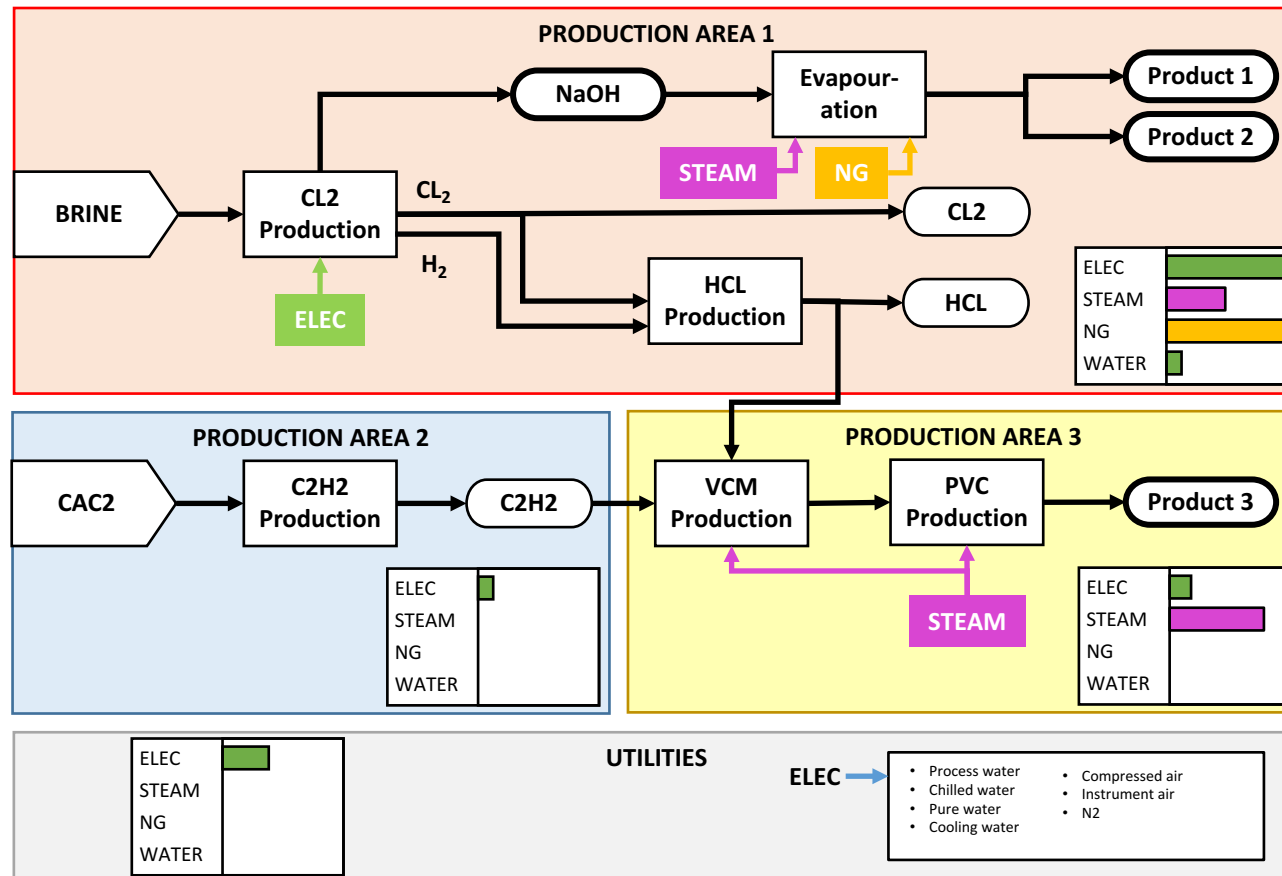 PRODUCTION AREA 1
NaOH
Evapour-
ation
Product 1
Product 2
STEAM
NG
BRINE
CL2
Production
CL₂
H₂
ELEC
CL2
HCL
Production
HCL
ELEC
STEAM
NG
WATER
PRODUCTION AREA 2
CAC2
C2H2
Production
C2H2
ELEC
STEAM
NG
WATER
PRODUCTION AREA 3
VCM
Production
PVC
Production
Product 3
STEAM
ELEC
STEAM
NG
WATER
UTILITIES
ELEC
STEAM
NG
WATER
ELEC
• Process water
• Chilled water
• Pure water
• Cooling water
• Compressed air
• Instrument air
• N2